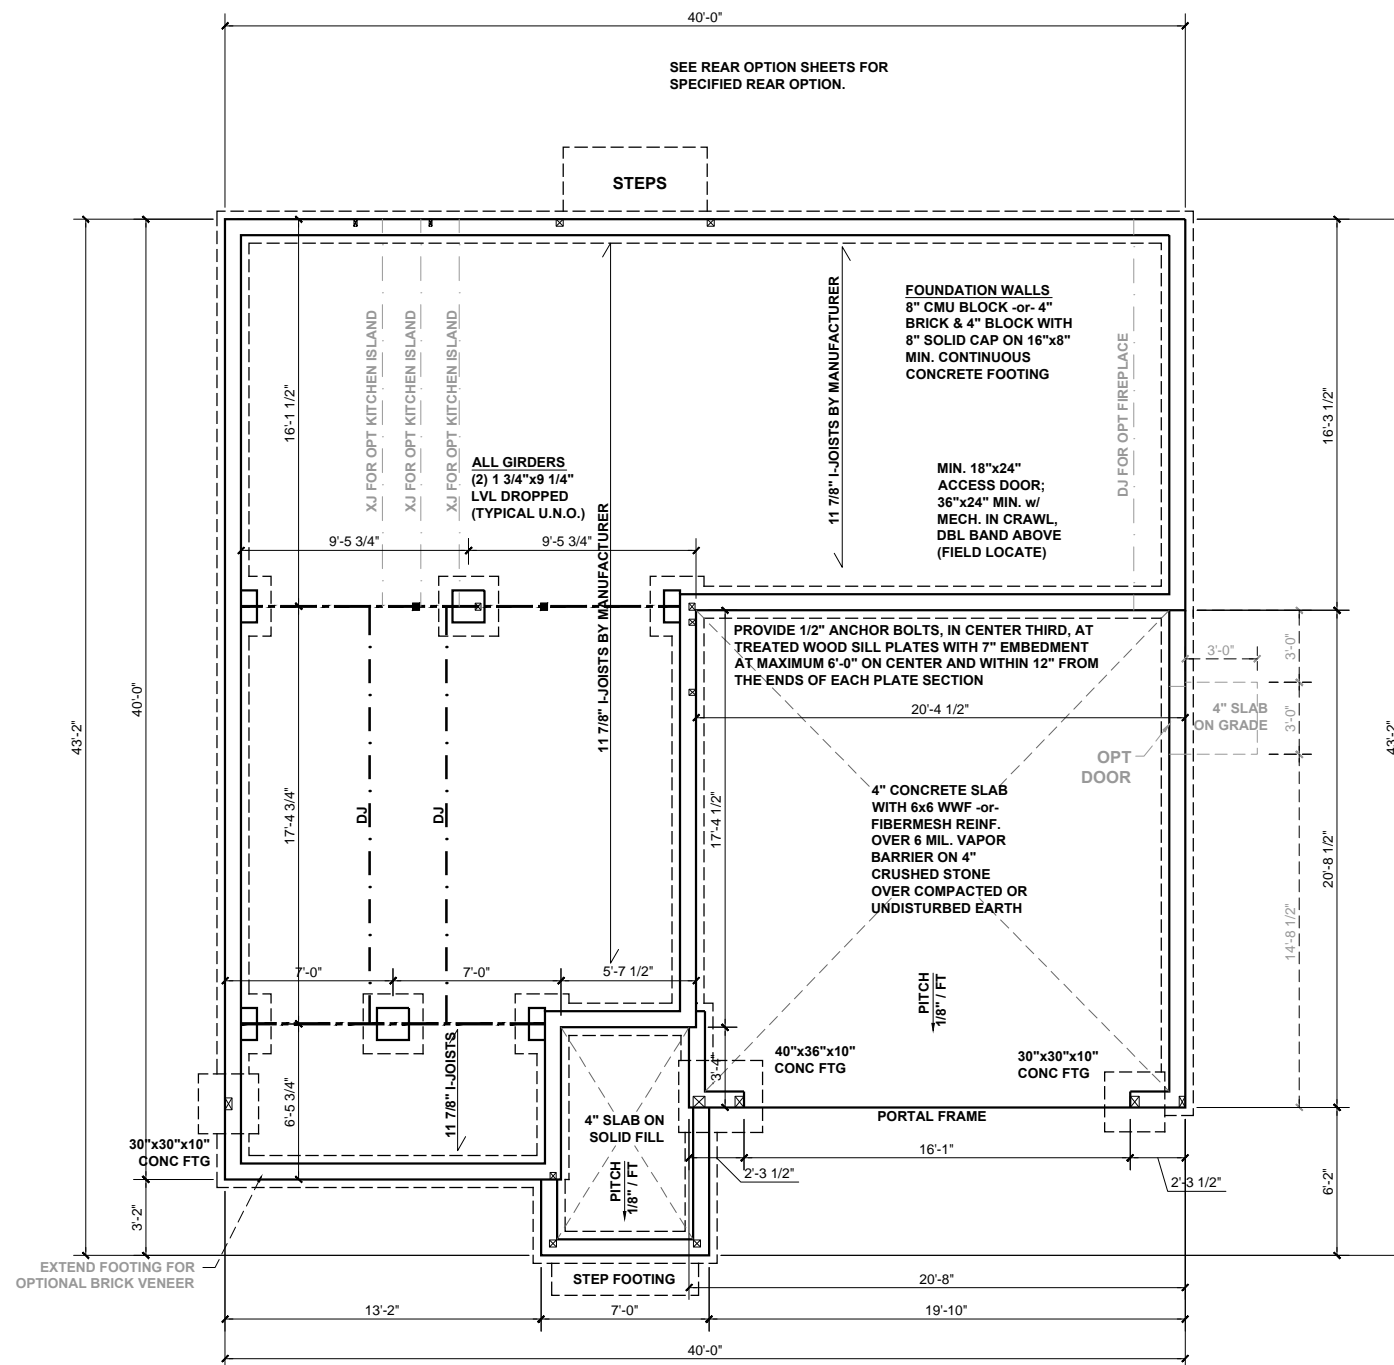 40'-0"
SEE REAR OPTION SHEETS FOR
SPECIFIED REAR OPTION.
STEPS
FOUNDATION WALLS
8" CMU BLOCK -or- 4"
BRICK & 4" BLOCK WITH
8" SOLID CAP ON 16"x8"
MIN. CONTINUOUS
CONCRETE FOOTING
XJ FOR OPT KITCHEN ISLAND
XJ FOR OPT KITCHEN ISLAND
XJ FOR OPT KITCHEN ISLAND
11 7/8" I-JOISTS BY MANUFACTURER
DJ FOR OPT FIREPLACE
16'-1 1/2"
16'-3 1/2"
ALL GIRDERS
(2) 1 3/4"x9 1/4"
LVL DROPPED
(TYPICAL U.N.O.)
MIN. 18"x24"
ACCESS DOOR;
36"x24" MIN. w/
MECH. IN CRAWL,
DBL BAND ABOVE
(FIELD LOCATE)
9'-5 3/4"
9'-5 3/4"
11 7/8" I-JOISTS BY MANUFACTURER
PROVIDE 1/2" ANCHOR BOLTS, IN CENTER THIRD, AT
TREATED WOOD SILL PLATES WITH 7" EMBEDMENT
AT MAXIMUM 6'-0" ON CENTER AND WITHIN 12" FROM
THE ENDS OF EACH PLATE SECTION
3'-0"
3'-0"
43'-2"
40'-0"
20'-4 1/2"
4" SLAB
ON GRADE
3'-0"
43'-2"
OPT
DOOR
4" CONCRETE SLAB
WITH 6x6 WWF -or-
FIBERMESH REINF.
OVER 6 MIL. VAPOR
BARRIER ON 4"
CRUSHED STONE
OVER COMPACTED OR
UNDISTURBED EARTH
17'-4 3/4"
DJ
DJ
17'-4 1/2"
20'-8 1/2"
14'-8 1/2"
7'-0"
7'-0"
5'-7 1/2"
PITCH
1/8" / FT
11 7/8" I-JOISTS
40"x36"x10"
CONC FTG
3'-4"
30"x30"x10"
CONC FTG
6'-5 3/4"
4" SLAB ON
SOLID FILL
PORTAL FRAME
30"x30"x10"
CONC FTG
16'-1"
2'-3 1/2"
2'-3 1/2"
PITCH
1/8" / FT
6'-2"
3'-2"
EXTEND FOOTING FOR
OPTIONAL BRICK VENEER
STEP FOOTING
20'-8"
13'-2"
7'-0"
19'-10"
40'-0"